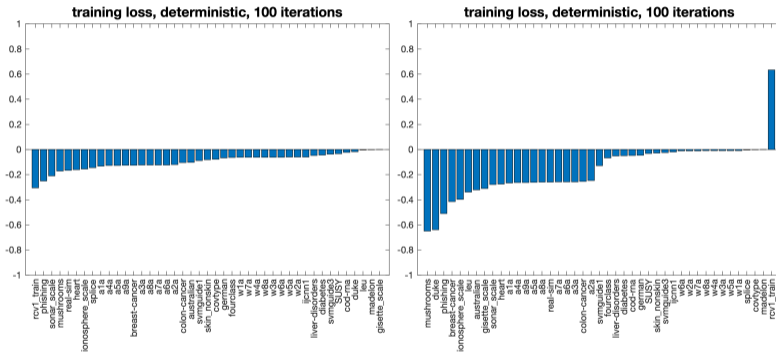 training loss, deterministic, 100 iterations
1
0.8
0.6
0.4
0.2
0
-0.2
-0.4
-0.6
-0.8
-1
rcv1_train
phishing
sonar_scale
mushrooms
real-sim
heart
ionosphere_scale
splice
a1a
a4a
a5a
a9a
breast-cancer
a3a
a8a
a7a
a6a
a2a
colon-cancer
australian
svmguide1
skin_nonskin
covtype
german
fourclass
w1a
w7a
w4a
w8a
w3a
w6a
w5a
w2a
ijcnn1
liver-disorders
diabetes
svmguide3
SUSY
cod-rna
duke
leu
madelon
gisette_scale
training loss, deterministic, 100 iterations
1
0.8
0.6
0.4
0.2
0
-0.2
-0.4
-0.6
-0.8
-1
mushrooms
duke
phishing
breast-cancer
ionosphere_scale
leu
australian
gisette_scale
sonar_scale
heart
a1a
a4a
a9a
a5a
a8a
real-sim
a7a
a6a
a3a
colon-cancer
a2a
svmguide1
fourclass
liver-disorders
diabetes
cod-rna
german
SUSY
skin_nonskin
svmguide3
ijcnn1
w6a
w2a
w7a
w8a
w4a
w3a
w5a
w1a
splice
covtype
madelon
rcv1_train